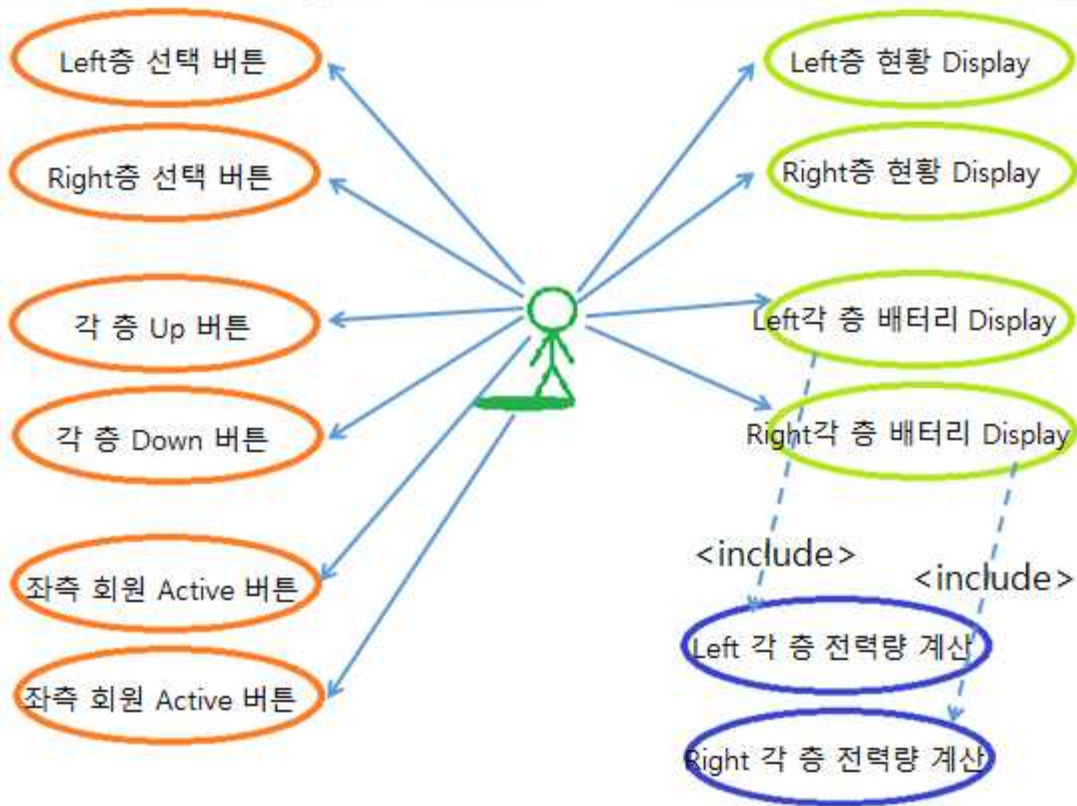 Left층 선택 버튼
Right층 선택 버튼
각 층 Up 버튼
각 층 Down 버튼
좌측 회원 Active 버튼
좌측 회원 Active 버튼
Left층 현황 Display
Right층 현황 Display
Left각 층 배터리 Display
Right각 층 배터리 Display
<include>
<include>
Left 각 층 전력량 계산
Right 각 층 전력량 계산